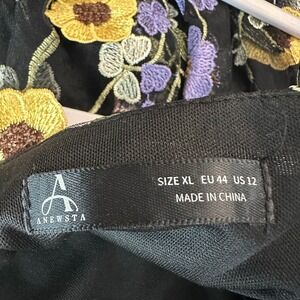 A
ANEWSTA
SIZE XL EU 44 US 12
MADE IN CHINA